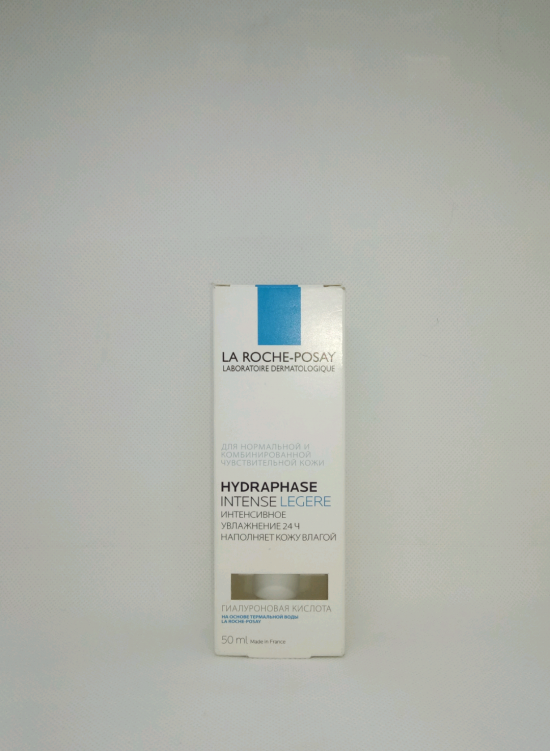 LA ROCHE-POSAY
LABORATOIRE DERMATOLOGIQUE
ДЛЯ НОРМАЛЬНОЙ И
КОМБИНИРОВАННОЙ
ЧУВСТВИТЕЛЬНОЙ КОЖИ
HYDRAPHASE
INTENSE LEGERE
ИНТЕНСИВНОЕ
УВЛАЖНЕНИЕ 24 Ч
НАПОЛНЯЕТ КОЖУ ВЛАГОЙ
ГИАЛУРОНОВАЯ КИСЛОТА
НА ОСНОВЕ ТЕРМАЛЬНОЙ ВОДЫ
LA ROCHE-POSAY
50 ml Made in France